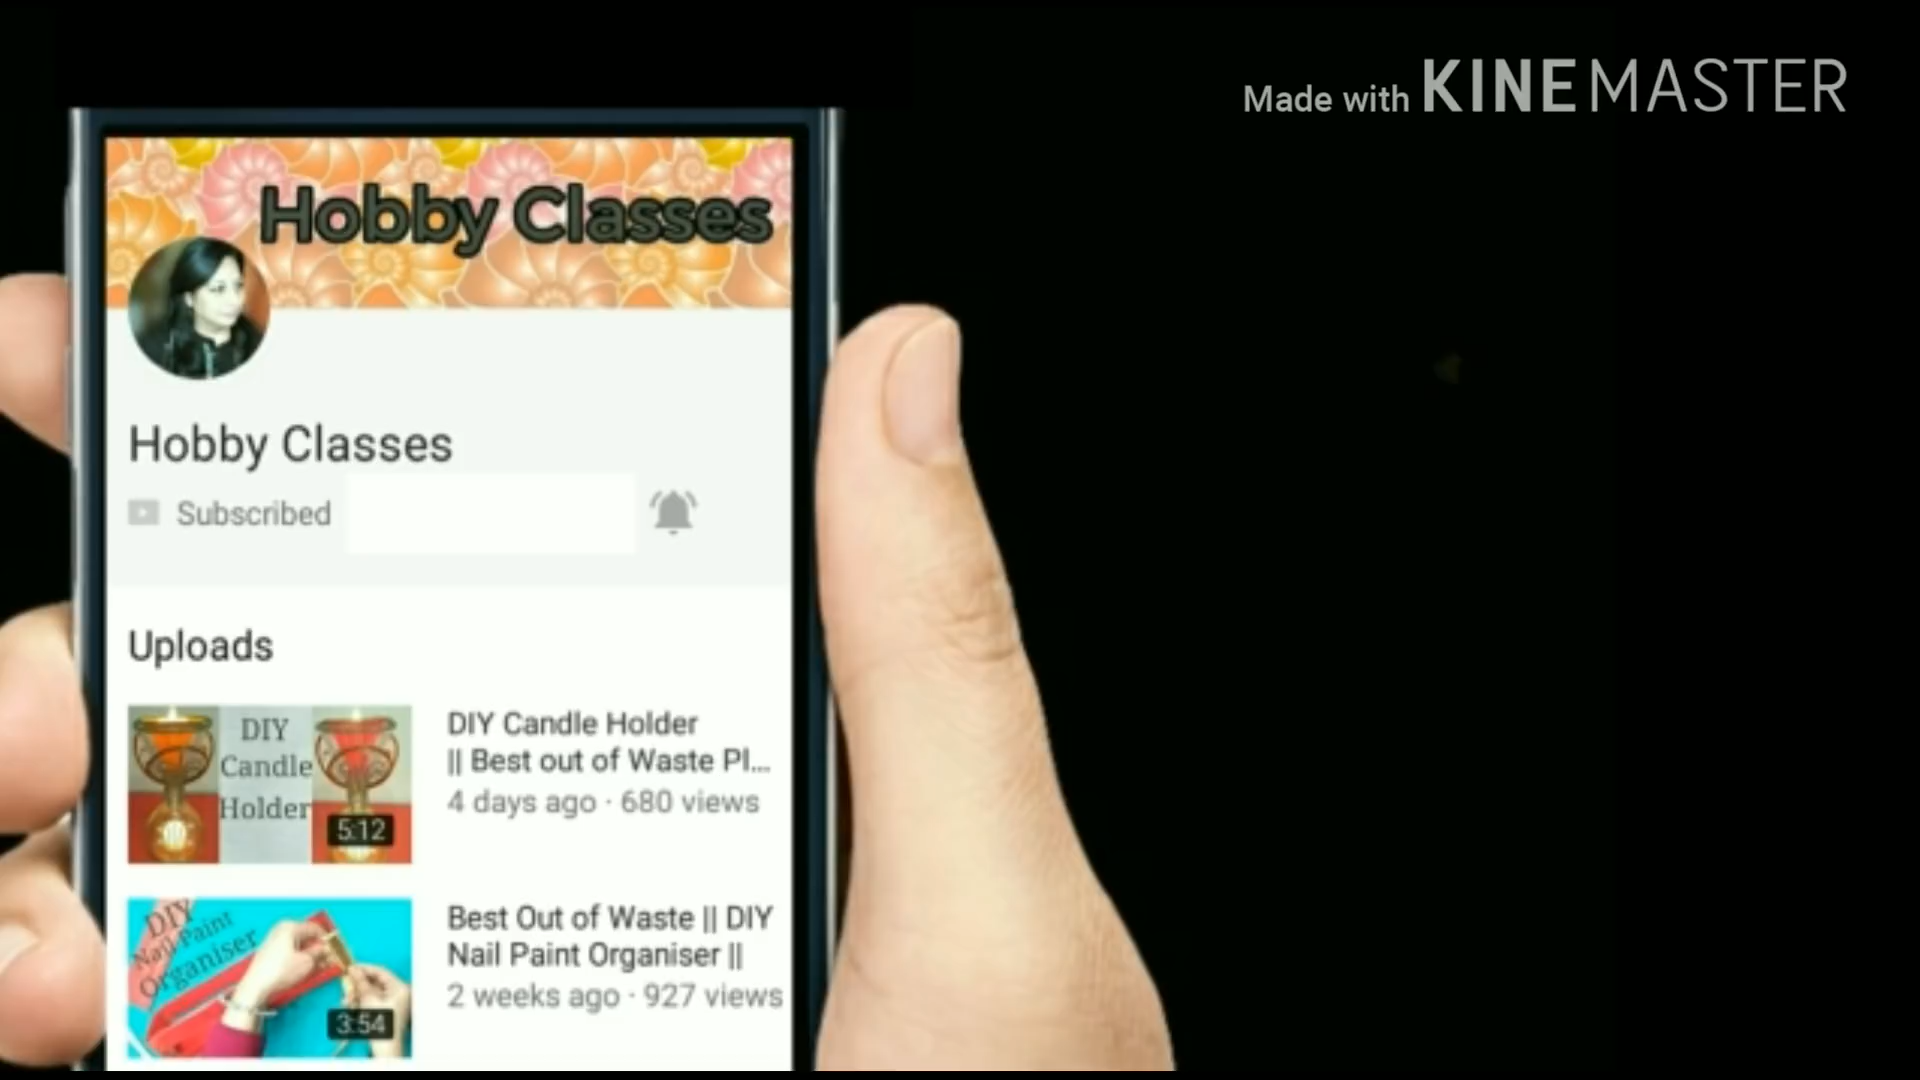 Made with KINEMASTER
Hobby Classes
Hobby Classes
Subscribed
Uploads
DIY
Candle
Holder
5:12
DIY Candle Holder
|| Best out of Waste Pl...
4 days ago · 680 views
DIY
Nail Paint
Organiser
3:54
Best Out of Waste || DIY
Nail Paint Organiser ||
2 weeks ago · 927 views